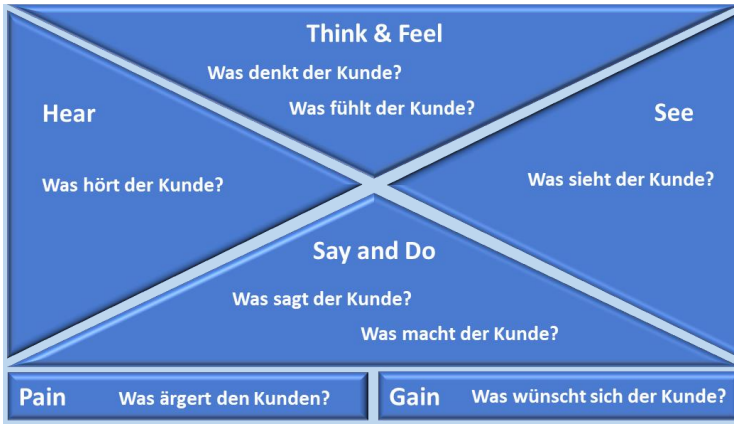 Think & Feel
Was denkt der Kunde?
Was fühlt der Kunde?
Hear
Was hört der Kunde?
See
Was sieht der Kunde?
Say and Do
Was sagt der Kunde?
Was macht der Kunde?
Pain
Was ärgert den Kunden?
Gain
Was wünscht sich der Kunde?